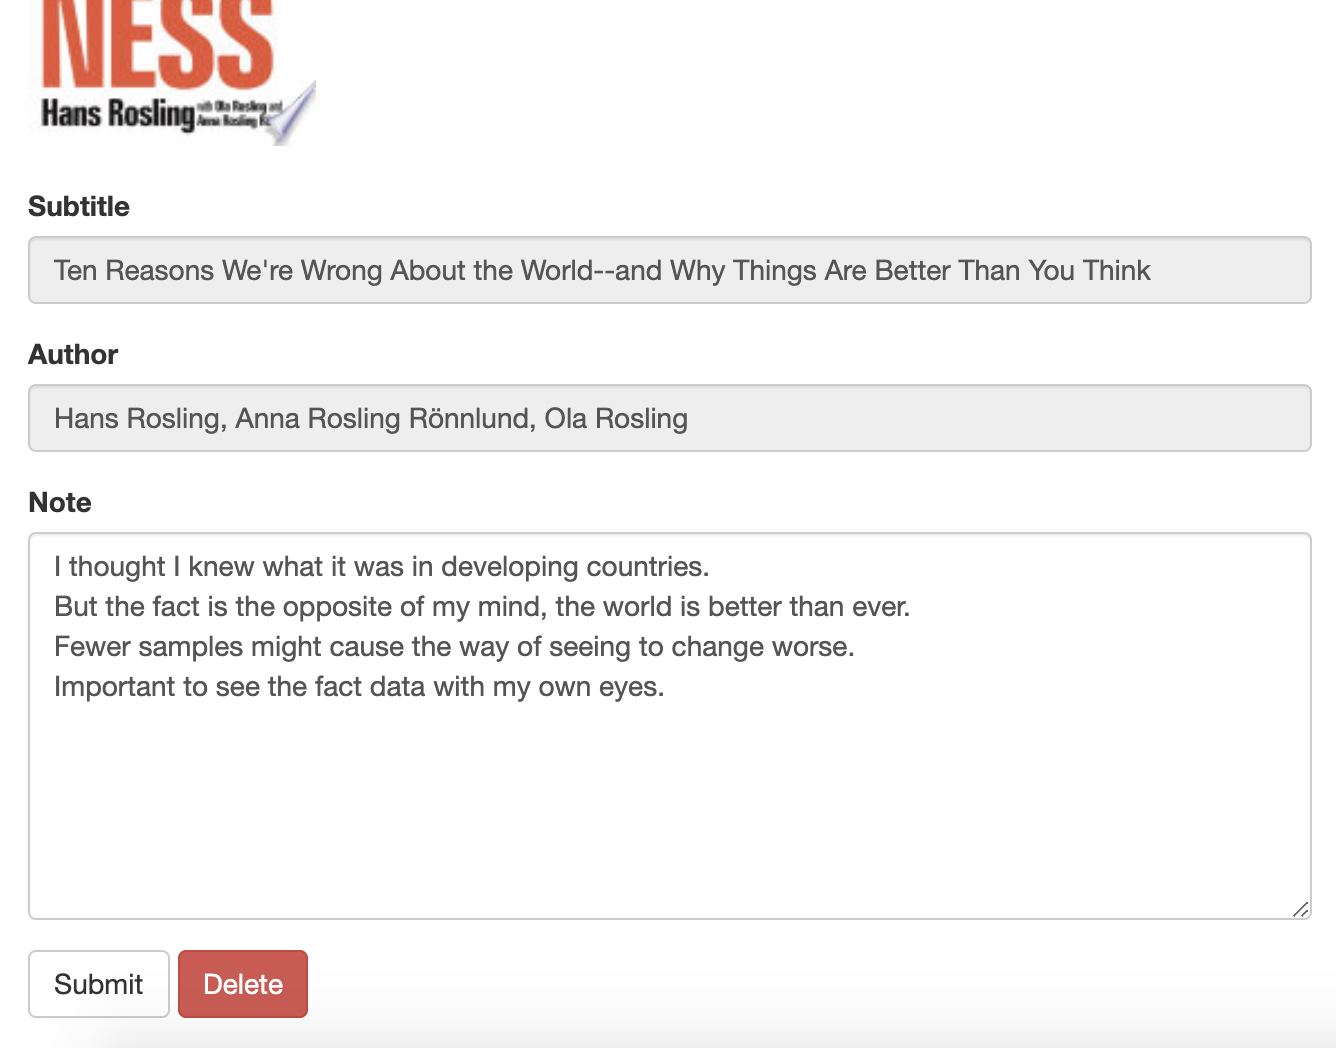 NESS
Hans Rosling with Ola Rosling and
Anna Rosling
Subtitle
Ten Reasons We're Wrong About the World--and Why Things Are Better Than You Think
Author
Hans Rosling, Anna Rosling Rönnlund, Ola Rosling
Note
I thought I knew what it was in developing countries.
But the fact is the opposite of my mind, the world is better than ever.
Fewer samples might cause the way of seeing to change worse.
Important to see the fact data with my own eyes.
Submit Delete